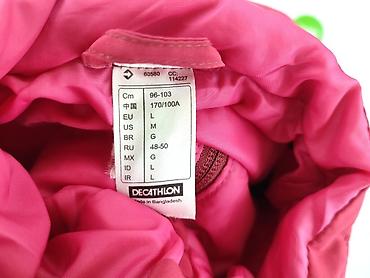 60580 CC:
114227
Cm 96-103
中国 170/100A
EU L
US M
BR G
RU 48-50
MX G
ID L
IR L
DECATHLON
Made in Bangladesh